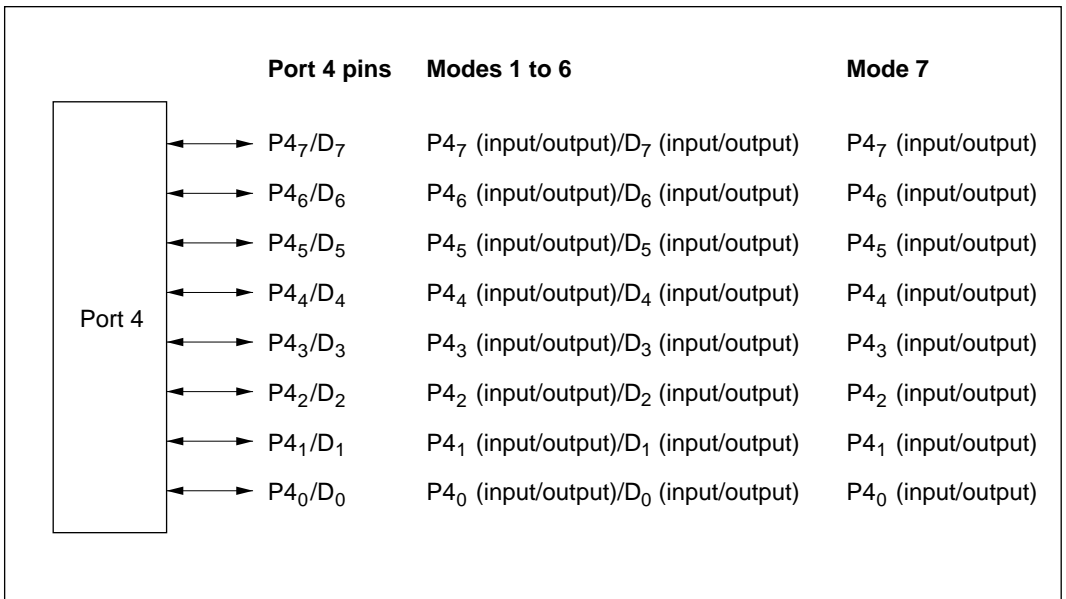 Port 4 pins Modes 1 to 6 Mode 7
P4₇/D₇ P4₇ (input/output)/D₇ (input/output) P4₇ (input/output)
P4₆/D₆ P4₆ (input/output)/D₆ (input/output) P4₆ (input/output)
P4₅/D₅ P4₅ (input/output)/D₅ (input/output) P4₅ (input/output)
P4₄/D₄ P4₄ (input/output)/D₄ (input/output) P4₄ (input/output)
Port 4
P4₃/D₃ P4₃ (input/output)/D₃ (input/output) P4₃ (input/output)
P4₂/D₂ P4₂ (input/output)/D₂ (input/output) P4₂ (input/output)
P4₁/D₁ P4₁ (input/output)/D₁ (input/output) P4₁ (input/output)
P4₀/D₀ P4₀ (input/output)/D₀ (input/output) P4₀ (input/output)